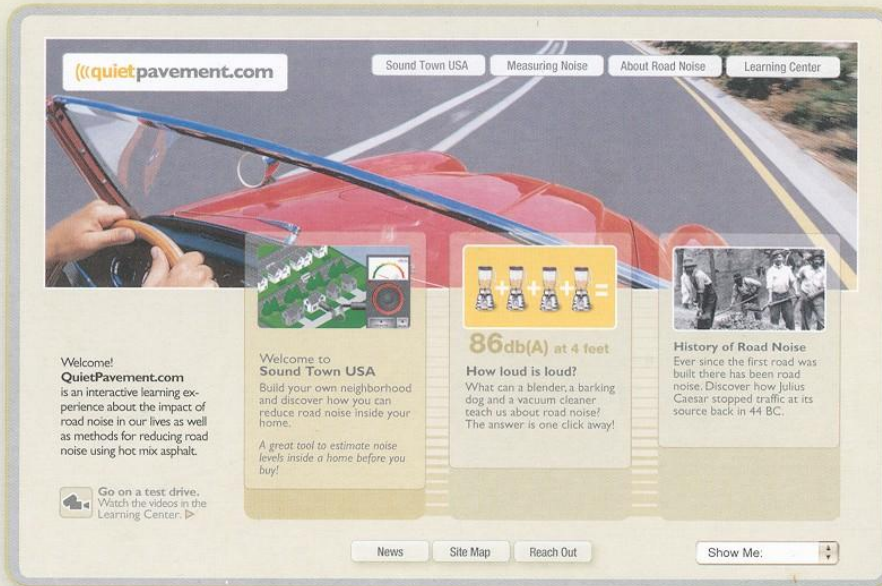 (((quietpavement.com
Sound Town USA
Measuring Noise
About Road Noise
Learning Center
Welcome!
QuietPavement.com
is an interactive learning ex-
perience about the impact of
road noise in our lives as well
as methods for reducing road
noise using hot mix asphalt.
Go on a test drive.
Watch the videos in the
Learning Center.
Welcome to
Sound Town USA
Build your own neighborhood
and discover how you can
reduce road noise inside your
home.
A great tool to estimate noise
levels inside a home before you
buy!
+ + + =
86db(A) at 4 feet
How loud is loud?
What can a blender, a barking
dog and a vacuum cleaner
teach us about road noise?
The answer is one click away!
History of Road Noise
Ever since the first road was
built there has been road
noise. Discover how Julius
Caesar stopped traffic at its
source back in 44 BC.
News
Site Map
Reach Out
Show Me: